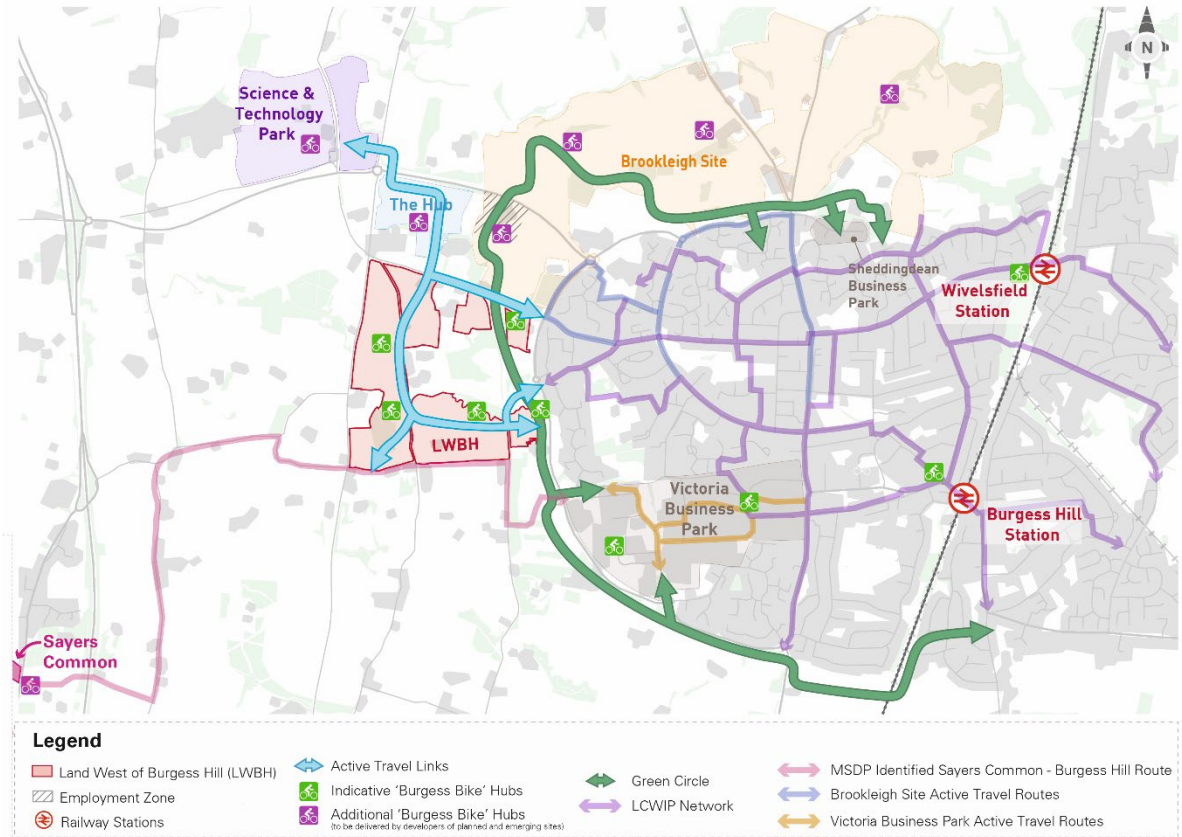 N
Science &
Technology
Park
Brookleigh Site
The Hub
Sheddingdean
Business
Park
Wivelsfield
Station
LWBH
Victoria
Business
Park
Burgess Hill
Station
Sayers
Common
Legend
Land West of Burgess Hill (LWBH)
Employment Zone
Railway Stations
Active Travel Links
Indicative 'Burgess Bike' Hubs
Additional 'Burgess Bike' Hubs
(to be delivered by developers of planned and emerging sites)
Green Circle
LCWIP Network
MSDP Identified Sayers Common - Burgess Hill Route
Brookleigh Site Active Travel Routes
Victoria Business Park Active Travel Routes